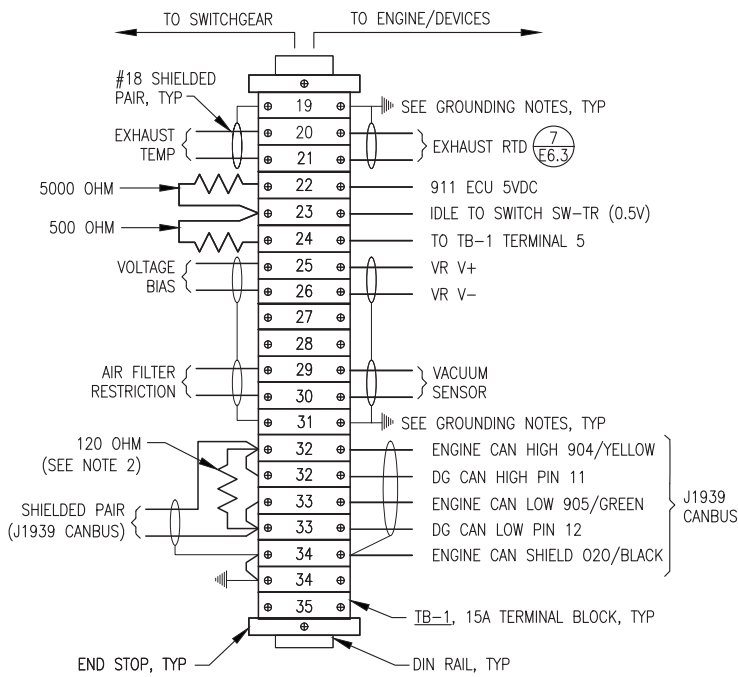 TO SWITCHGEAR
TO ENGINE/DEVICES
#18 SHIELDED
PAIR, TYP
19
SEE GROUNDING NOTES, TYP
EXHAUST
TEMP
20
21
EXHAUST RTD
7
E6.3
5000 OHM
22
911 ECU 5VDC
23
IDLE TO SWITCH SW-TR (0.5V)
500 OHM
24
TO TB-1 TERMINAL 5
VOLTAGE
BIAS
25
VR V+
26
VR V-
27
28
AIR FILTER
RESTRICTION
29
30
VACUUM
SENSOR
31
SEE GROUNDING NOTES, TYP
120 OHM
(SEE NOTE 2)
32
ENGINE CAN HIGH 904/YELLOW
32
DG CAN HIGH PIN 11
SHIELDED PAIR
(J1939 CANBUS)
33
ENGINE CAN LOW 905/GREEN
33
DG CAN LOW PIN 12
34
ENGINE CAN SHIELD 020/BLACK
J1939
CANBUS
34
35
TB-1, 15A TERMINAL BLOCK, TYP
END STOP, TYP
DIN RAIL, TYP